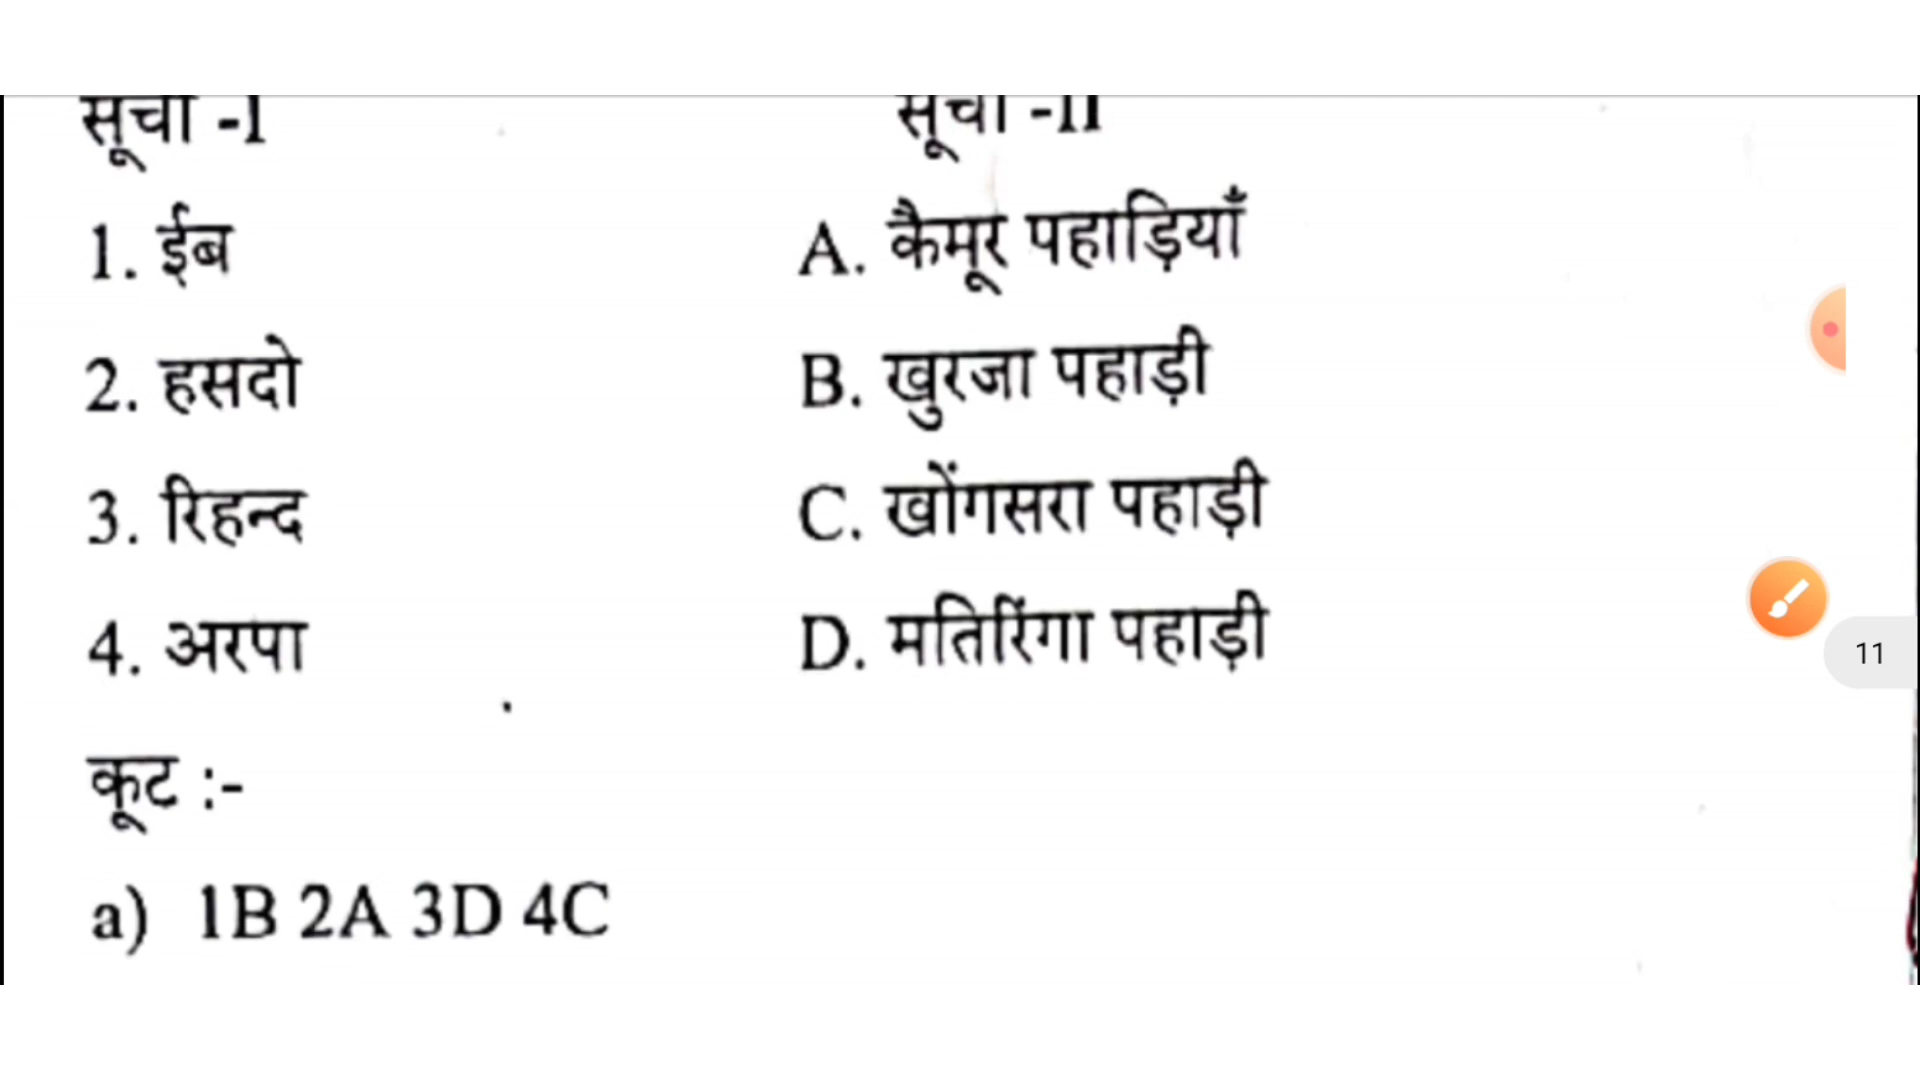 सूची -I सूची -II
1. ईब A. कैमूर पहाड़ियाँ
2. हसदो B. खुरजा पहाड़ी
3. रिहन्द C. खोंगसरा पहाड़ी
4. अरपा D. मतिरिंगा पहाड़ी
11
कूट :-
a) 1B 2A 3D 4C